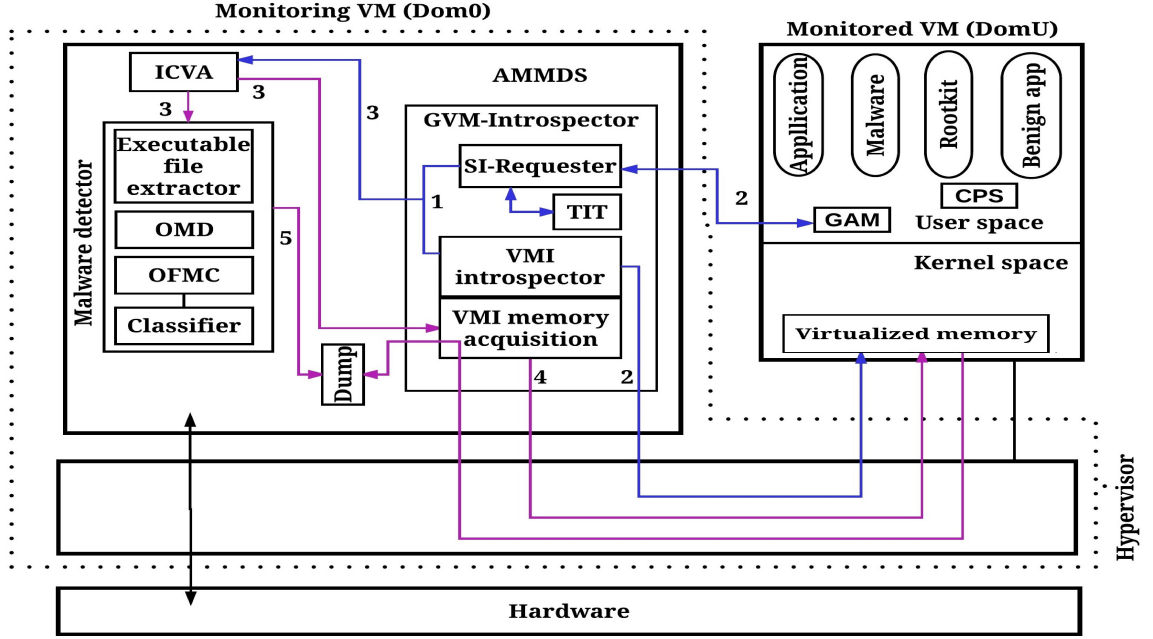 Monitoring VM (Dom0)
Monitored VM (DomU)
ICVA
AMMDS
3
3
3
GVM-Introspector
Malware detector
Executable
file
extractor
SI-Requester
1
TIT
OMD
5
OFMC
VMI
introspector
Classifier
VMI memory
acquisition
Dump
4
2
2
Appllication
Malware
Rootkit
Benign app
CPS
GAM
User space
Kernel space
Virtualized memory
Hypervisor
Hardware